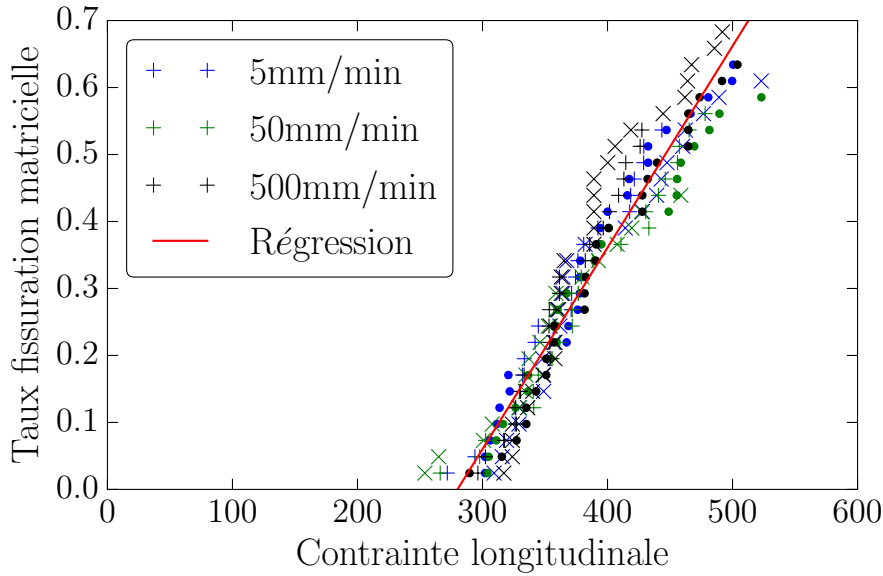 0.7
0.6
0.5
0.4
0.3
0.2
0.1
0.0
Taux fissuration matricielle
5mm/min
50mm/min
500mm/min
Régression
0 100 200 300 400 500 600
Contrainte longitudinale